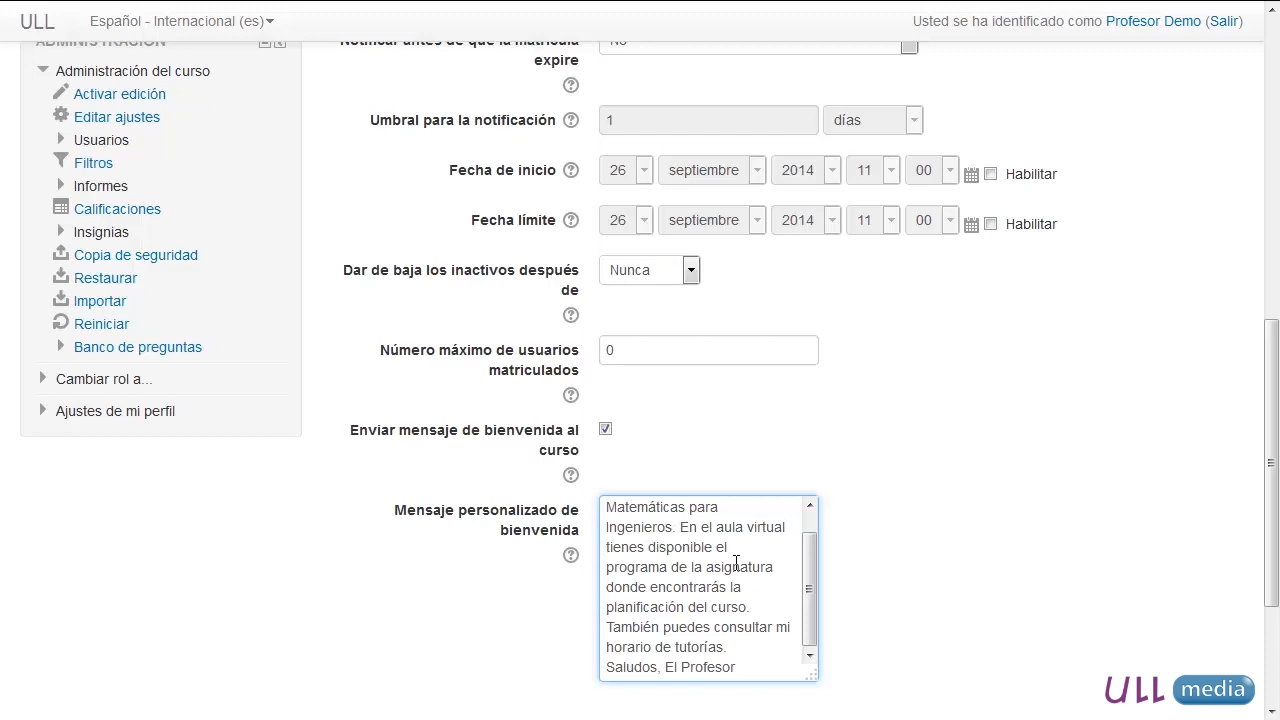 ULL
Español - Internacional (es)
Usted se ha identificado como Profesor Demo (Salir)
ADMINISTRACIÓN
Administración del curso
Activar edición
Editar ajustes
Usuarios
Filtros
Informes
Calificaciones
Insignias
Copia de seguridad
Restaurar
Importar
Reiniciar
Banco de preguntas
Cambiar rol a...
Ajustes de mi perfil
Notificar antes de que la matrícula
expire
No
Umbral para la notificación
1
días
Fecha de inicio
26 septiembre 2014 11 00 Habilitar
Fecha límite
26 septiembre 2014 11 00 Habilitar
Dar de baja los inactivos después
de
Nunca
Número máximo de usuarios
matriculados
0
Enviar mensaje de bienvenida al
curso
Mensaje personalizado de
bienvenida
Matemáticas para
Ingenieros. En el aula virtual
tienes disponible el
programa de la asignatura
donde encontrarás la
planificación del curso.
También puedes consultar mi
horario de tutorías.
Saludos, El Profesor
ULL media